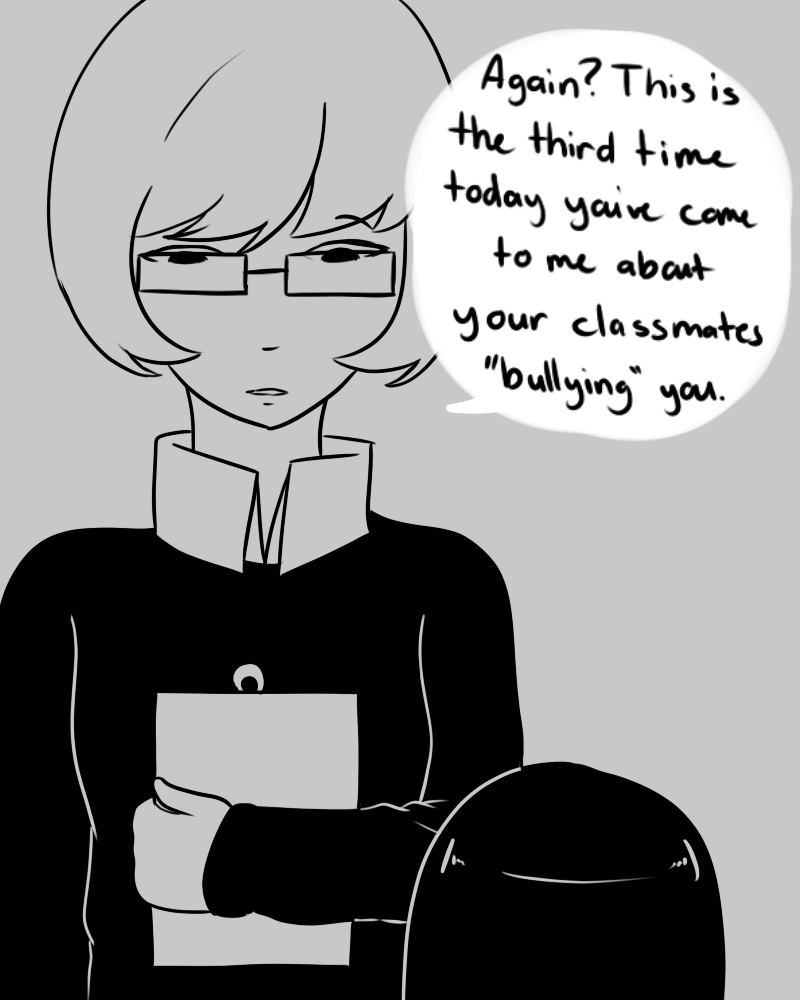 Again? This is
the third time
today you've come
to me about
your classmates
"bullying" you.